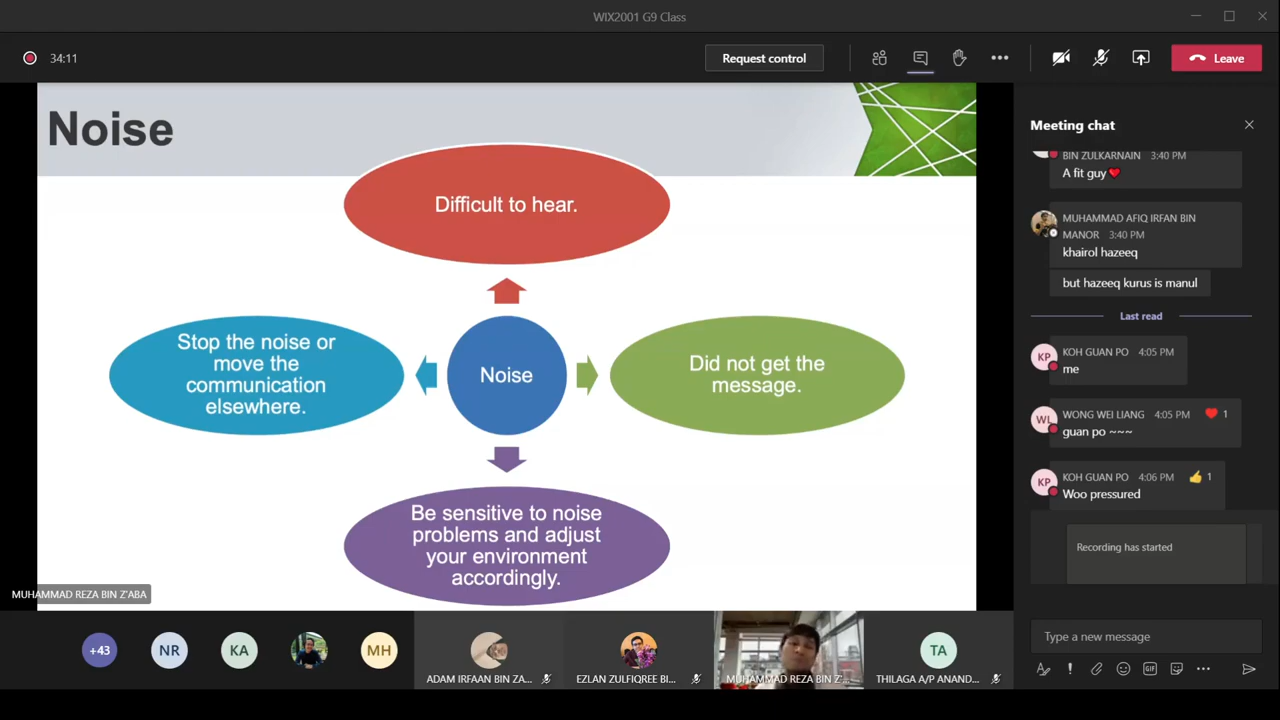 WIX2001 G9 Class
34:11
Request control
Leave
Noise
Difficult to hear.
Stop the noise or
move the
communication
elsewhere.
Noise
Did not get the
message.
Be sensitive to noise
problems and adjust
your environment
accordingly.
MUHAMMAD REZA BIN Z'ABA
+43
NR
KA
MH
ADAM IRFAAN BIN ZA...
EZLAN ZULFIQREE BI...
MUHAMMAD REZA BIN Z'...
TA
THILAGA A/P ANAND...
Meeting chat
BIN ZULKARNAIN 3:40 PM
A fit guy❤️
MUHAMMAD AFIQ IRFAN BIN
MANOR 3:40 PM
khairol hazeeq
but hazeeq kurus is manul
Last read
KP
KOH GUAN PO 4:05 PM
me
WL
WONG WEI LIANG 4:05 PM ❤️ 1
guan po ~~~
KP
KOH GUAN PO 4:06 PM 👍 1
Woo pressured
Recording has started
Type a new message
GIF